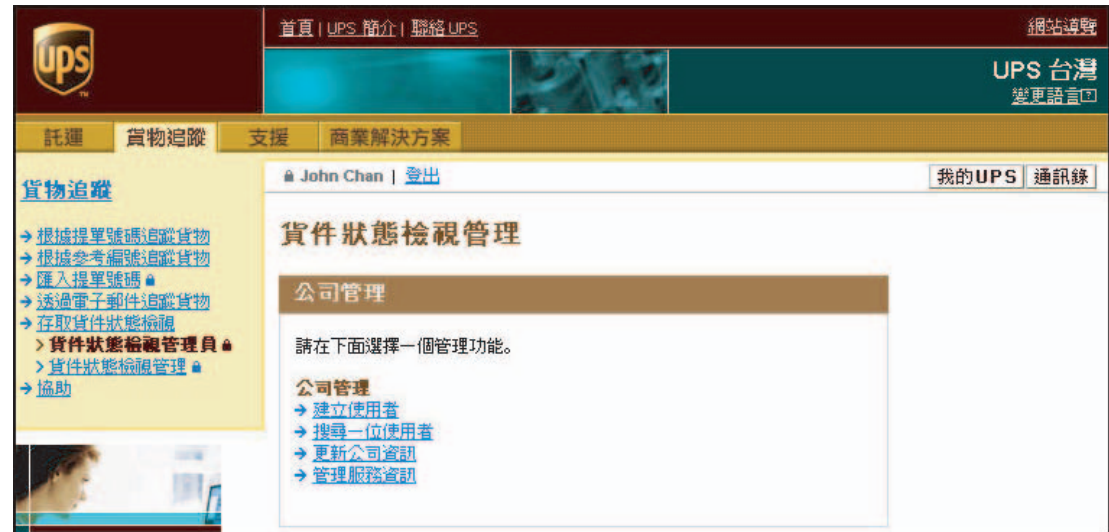 首頁 | UPS 簡介 | 聯絡 UPS
網站導覽
ups
TM
UPS 台灣
變更語言?
託運
貨物追蹤
支援
商業解決方案
John Chan | 登出
我的UPS
通訊錄
貨物追蹤
根據提單號碼追蹤貨物
根據參考編號追蹤貨物
匯入提單號碼
透過電子郵件追蹤貨物
存取貨件狀態檢視
> 貨件狀態檢視管理員
> 貨件狀態檢視管理
協助
貨件狀態檢視管理
公司管理
請在下面選擇一個管理功能。
公司管理
建立使用者
搜尋一位使用者
更新公司資訊
管理服務資訊